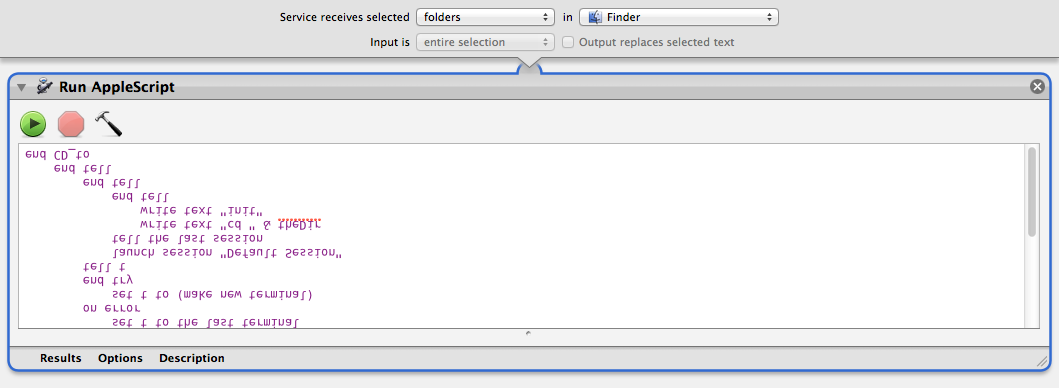 Service receives selected folders in Finder
Input is entire selection Output replaces selected text
Run AppleScript
end CD_to
end tell
end tell
end tell
write text "init"
write text "cd " & theDir
tell the last session
launch session "Default Session"
tell t
end try
set t to (make new terminal)
on error
set t to the last terminal
Results Options Description